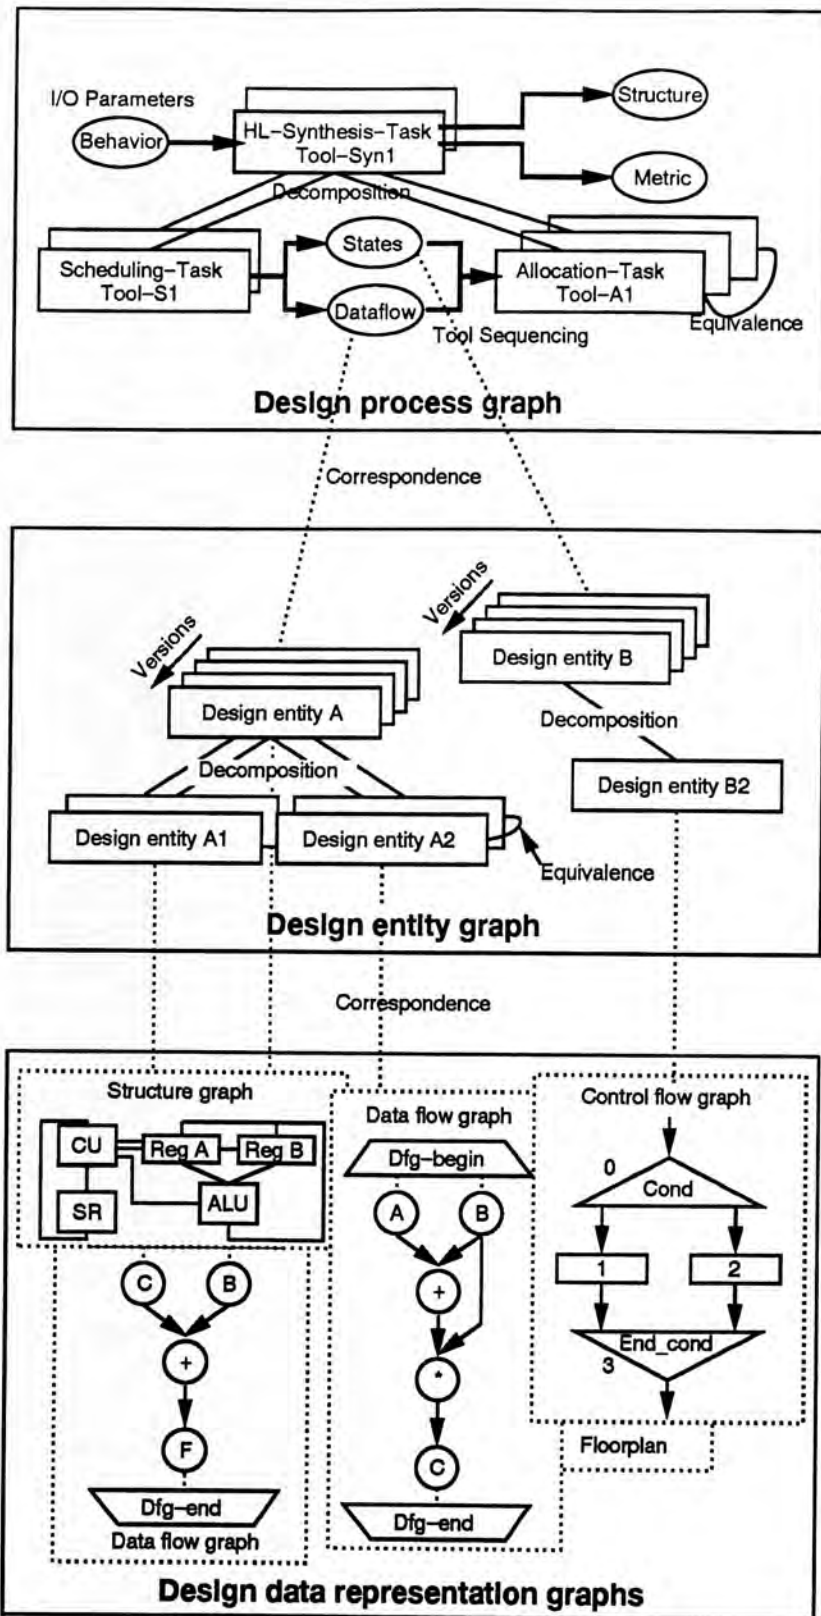 I/O Parameters
Behavior
HL-Synthesis-Task
Tool-Syn1
Structure
Metric
Decomposition
Scheduling-Task
Tool-S1
States
Dataflow
Allocation-Task
Tool-A1
Equivalence
Tool Sequencing
Design process graph
Correspondence
Versions
Design entity A
Versions
Design entity B
Decomposition
Decomposition
Design entity B2
Design entity A1
Design entity A2
Equivalence
Design entity graph
Correspondence
Structure graph
CU
Reg A
Reg B
SR
ALU
C
B
+
F
Dfg-end
Data flow graph
Data flow graph
Dfg-begin
A
B
+
*
C
Dfg-end
Control flow graph
0
Cond
1
2
End_cond
3
Floorplan
Design data representation graphs